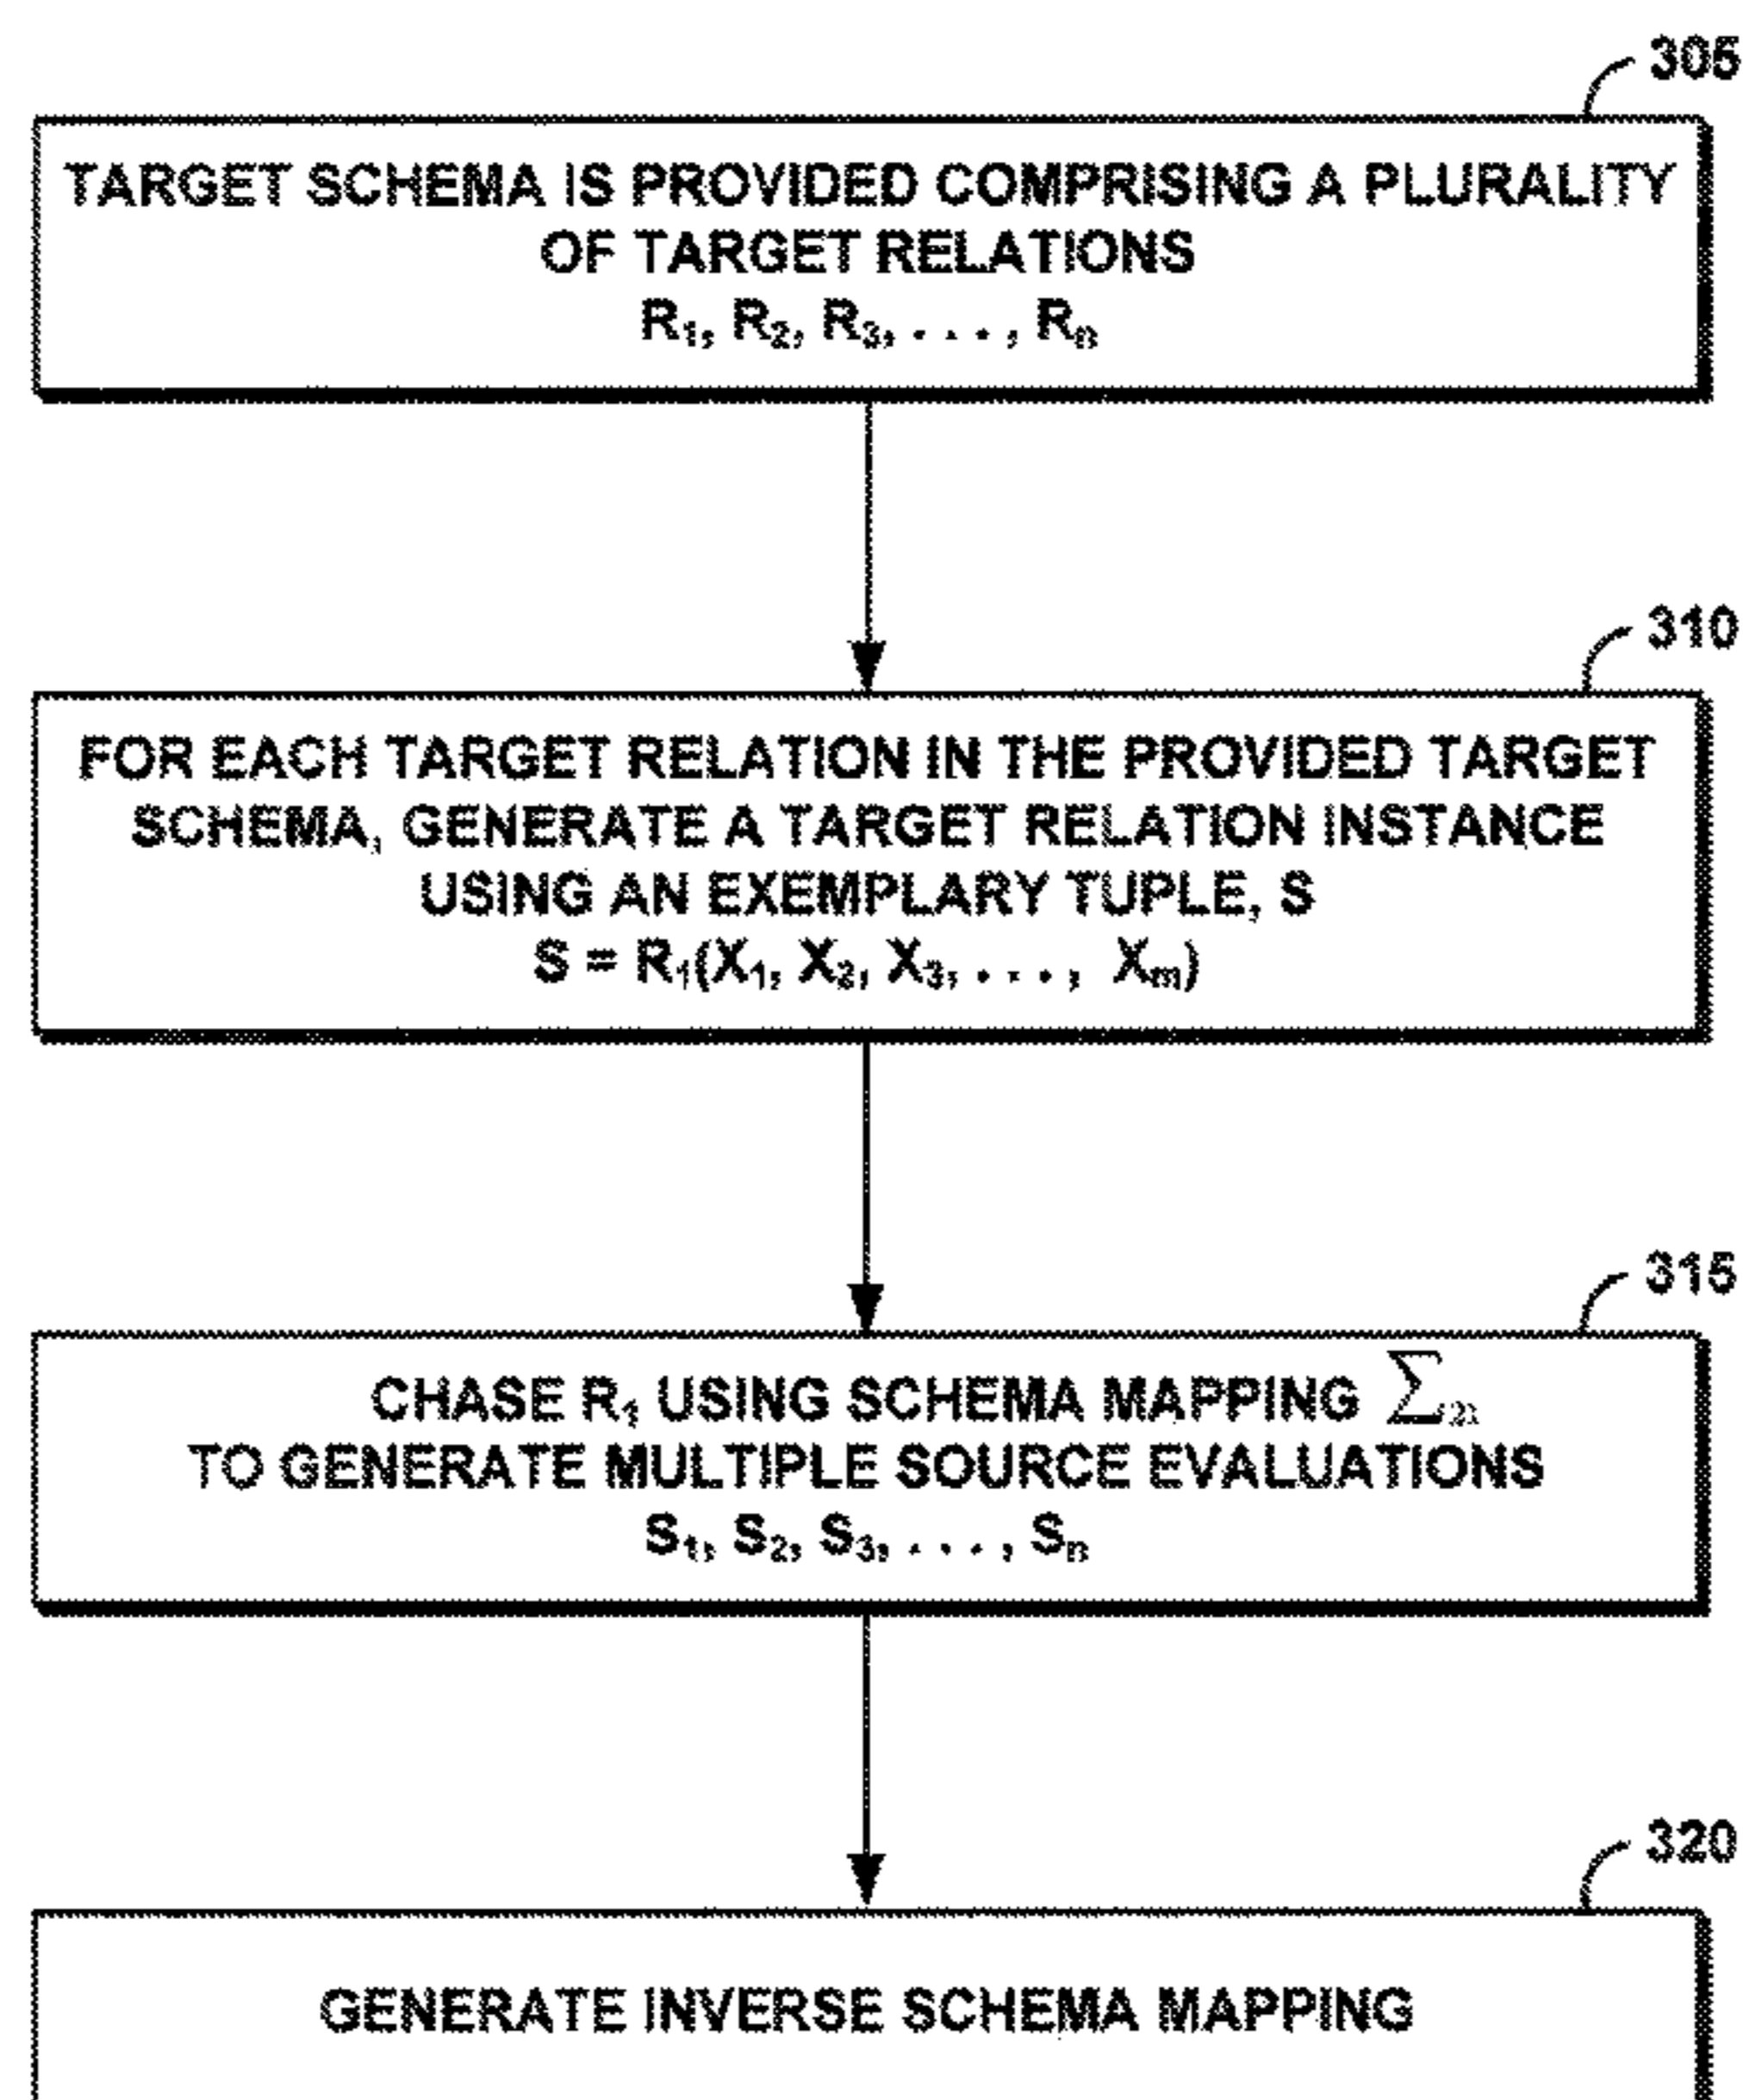 305
TARGET SCHEMA IS PROVIDED COMPRISING A PLURALITY
OF TARGET RELATIONS
R₁, R₂, R₃, . . . , Rₙ
310
FOR EACH TARGET RELATION IN THE PROVIDED TARGET
SCHEMA, GENERATE A TARGET RELATION INSTANCE
USING AN EXEMPLARY TUPLE, S
S = R₁(X₁, X₂, X₃, . . . , Xₘ)
315
CHASE R₁ USING SCHEMA MAPPING ∑₂₁
TO GENERATE MULTIPLE SOURCE EVALUATIONS
S₁, S₂, S₃, . . . , Sₙ
320
GENERATE INVERSE SCHEMA MAPPING